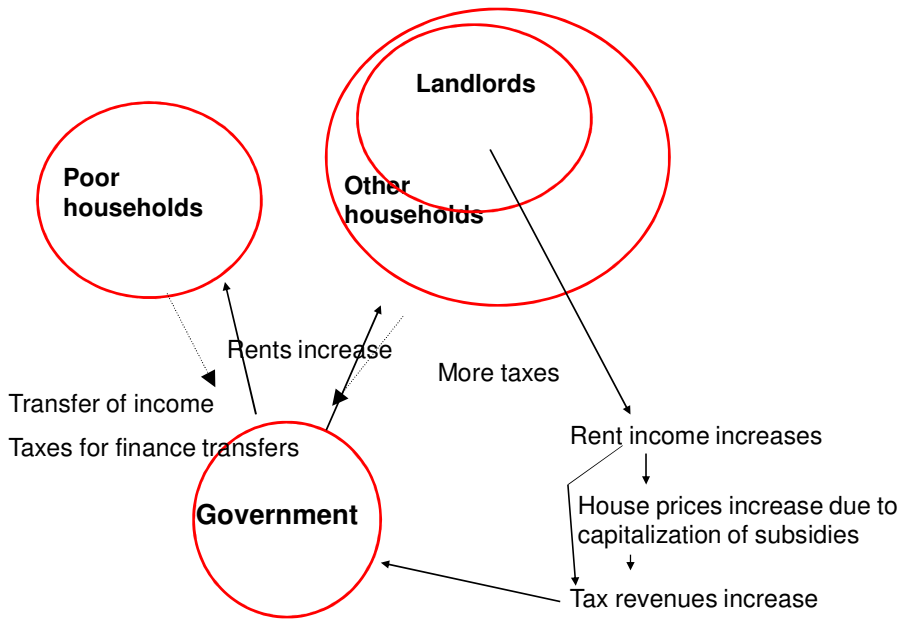 Landlords
Poor
households
Other
households
Rents increase
More taxes
Transfer of income
Taxes for finance transfers
Rent income increases
House prices increase due to
capitalization of subsidies
Government
Tax revenues increase